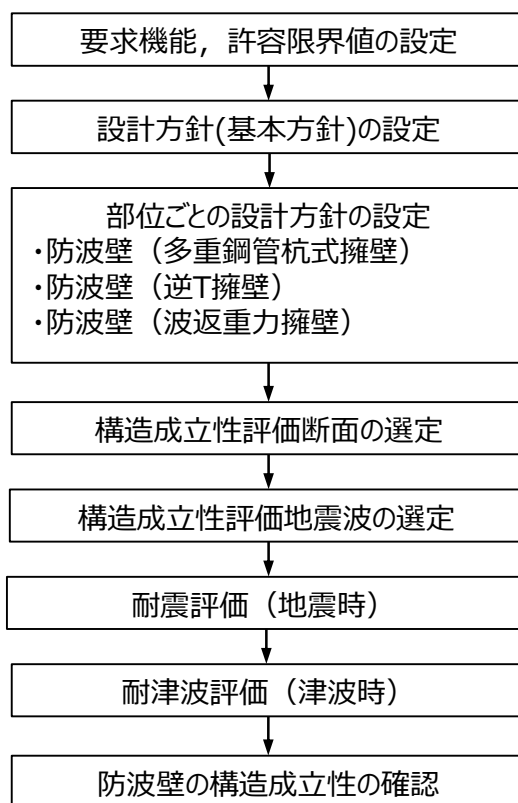 要求機能，許容限界値の設定
設計方針(基本方針)の設定
部位ごとの設計方針の設定
・防波壁（多重鋼管杭式擁壁）
・防波壁（逆T擁壁）
・防波壁（波返重力擁壁）
構造成立性評価断面の選定
構造成立性評価地震波の選定
耐震評価（地震時）
耐津波評価（津波時）
防波壁の構造成立性の確認